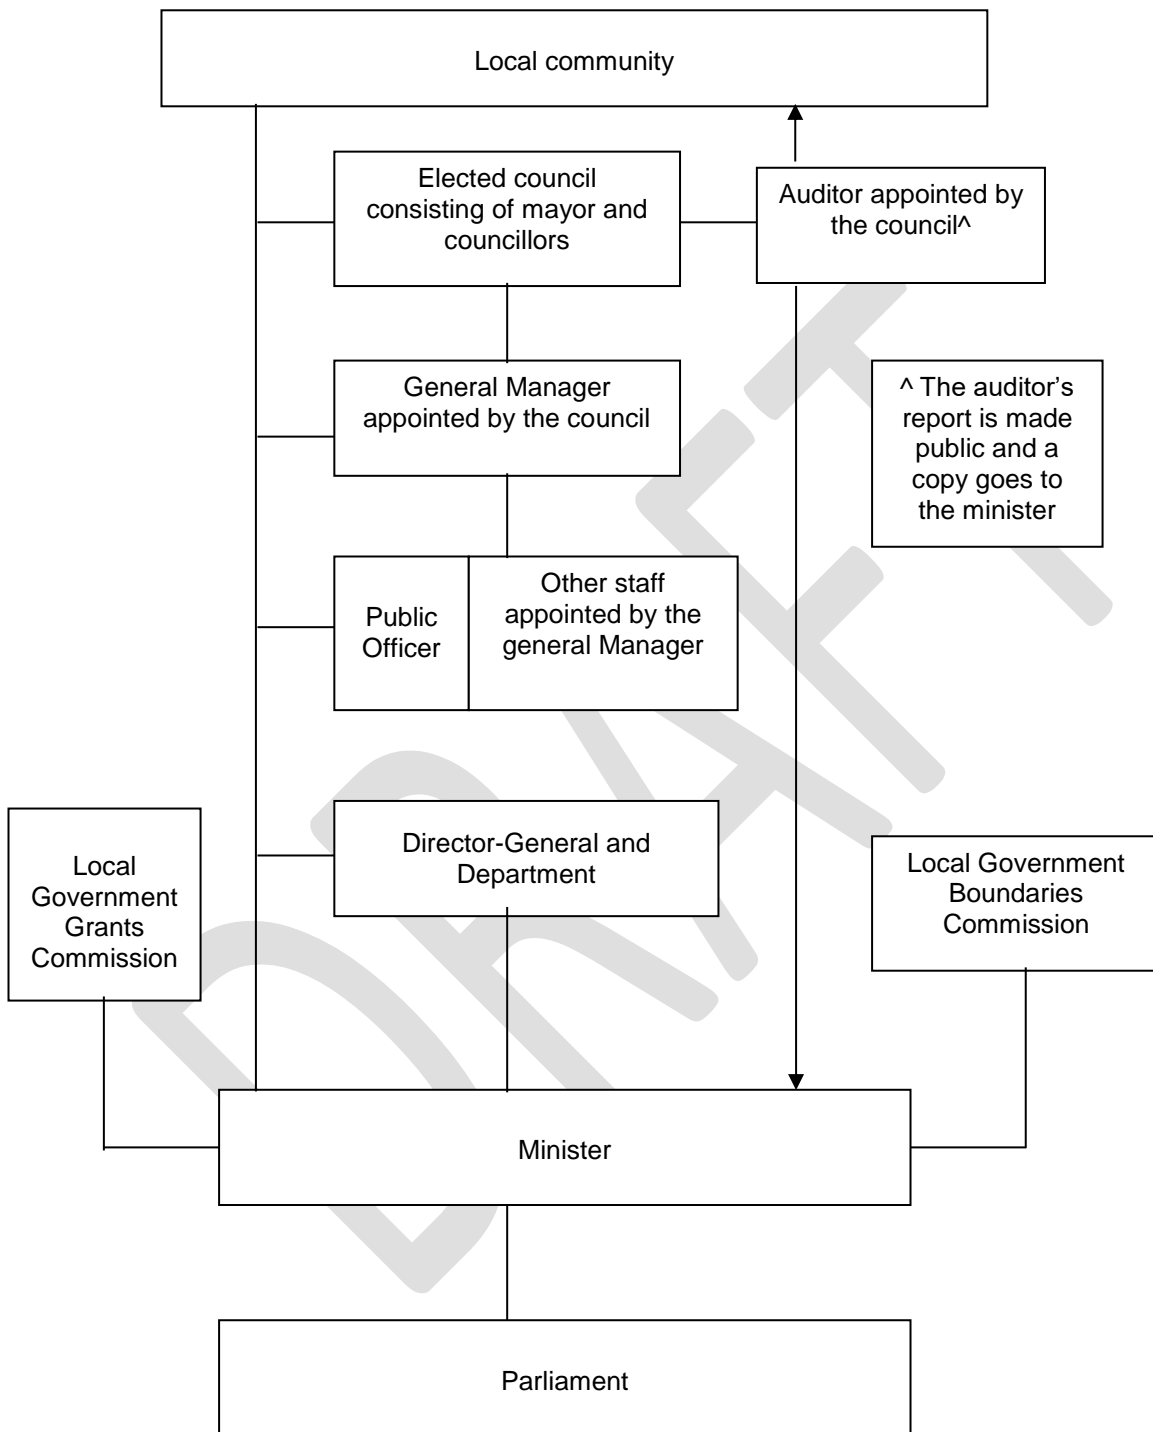 Local community
Elected council
consisting of mayor and
councillors
Auditor appointed by
the council^
General Manager
appointed by the council
^ The auditor’s
report is made
public and a
copy goes to
the minister
Public
Officer
Other staff
appointed by the
general Manager
Director-General and
Department
Local
Government
Grants
Commission
Local Government
Boundaries
Commission
Minister
Parliament
DRAFT